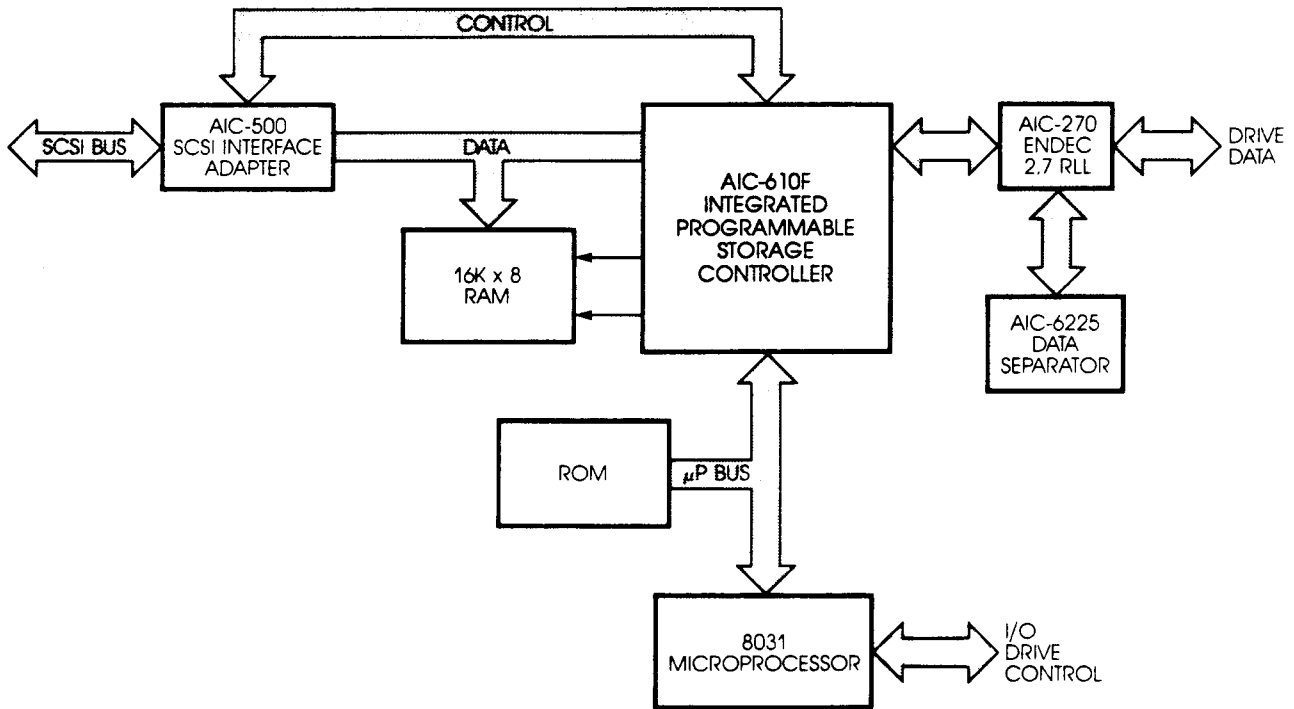 CONTROL
SCSI BUS
AIC-500
SCSI INTERFACE
ADAPTER
DATA
16K x 8
RAM
AIC-610F
INTEGRATED
PROGRAMMABLE
STORAGE
CONTROLLER
AIC-270
ENDEC
2,7 RLL
DRIVE
DATA
AIC-6225
DATA
SEPARATOR
ROM
µP BUS
8031
MICROPROCESSOR
I/O
DRIVE
CONTROL